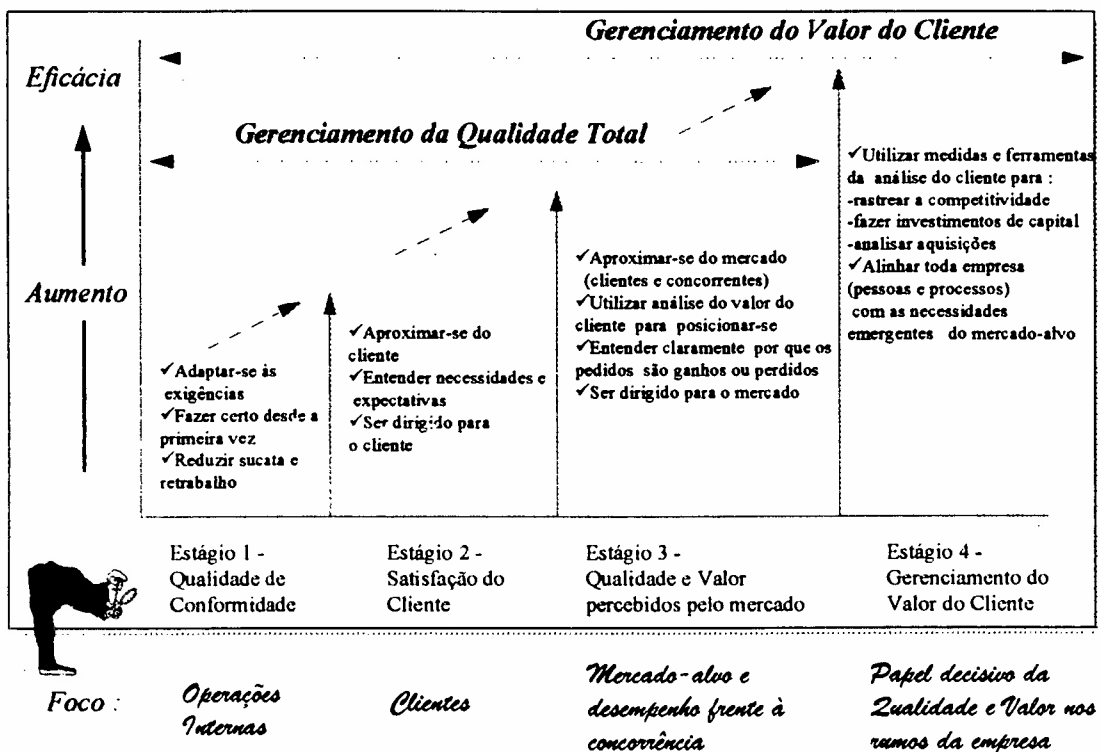 Gerenciamento do Valor do Cliente
Eficácia
Gerenciamento da Qualidade Total
Aumento
✓Adaptar-se às
exigências
✓Fazer certo desde a
primeira vez
✓Reduzir sucata e
retrabalho
✓Aproximar-se do
cliente
✓Entender necessidades e
expectativas
✓Ser dirigido para
o cliente
✓Aproximar-se do mercado
(clientes e concorrentes)
✓Utilizar análise do valor do
cliente para posicionar-se
✓Entender claramente por que os
pedidos são ganhos ou perdidos
✓Ser dirigido para o mercado
✓Utilizar medidas e ferramentas
da análise do cliente para :
-rastrear a competitividade
-fazer investimentos de capital
-analisar aquisições
✓Alinhar toda empresa
(pessoas e processos)
com as necessidades
emergentes do mercado-alvo
Estágio 1 -
Qualidade de
Conformidade
Estágio 2 -
Satisfação do
Cliente
Estágio 3 -
Qualidade e Valor
percebidos pelo mercado
Estágio 4 -
Gerenciamento do
Valor do Cliente
Foco :
Operações
Internas
Clientes
Mercado-alvo e
desempenho frente à
concorrência
Papel decisivo da
Qualidade e Valor nos
rumos da empresa